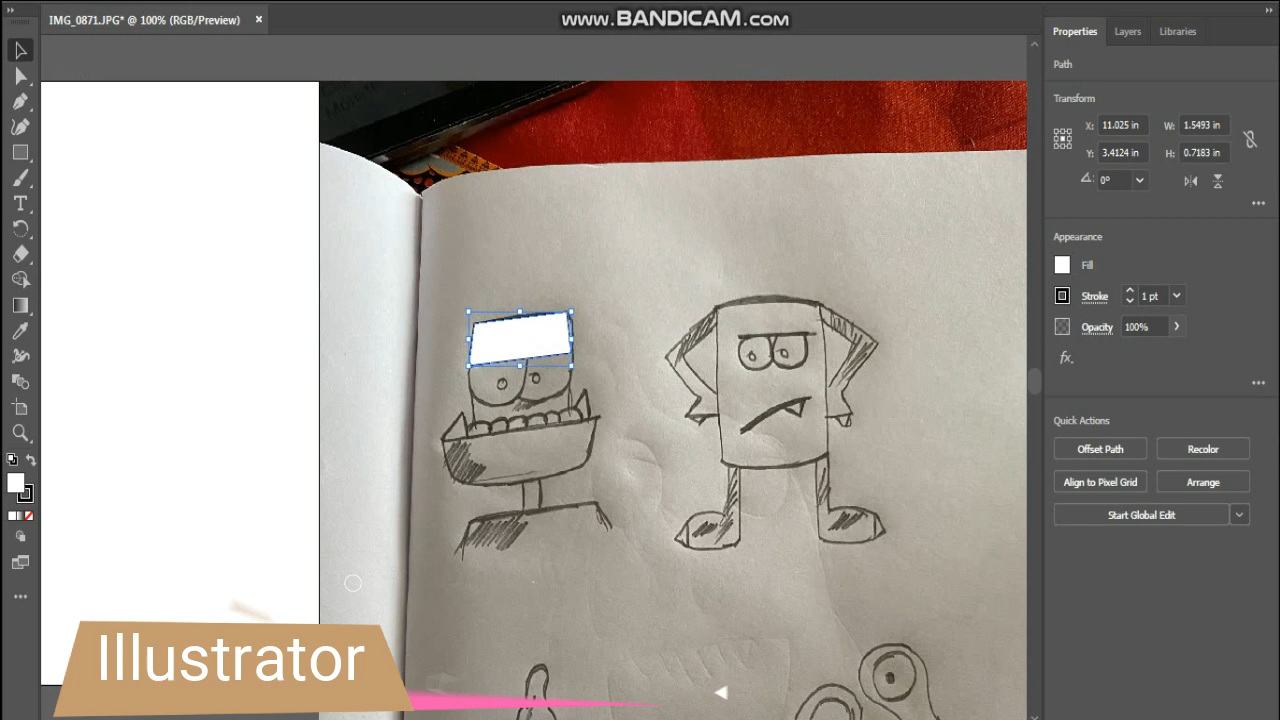 IMG_0871.JPG* @ 100% (RGB/Preview) ×
www.BANDICAM.com
Properties Layers Libraries
Path
Transform
X: 11.025 in W: 1.5493 in
Y: 3.4124 in H: 0.7183 in
0°
Appearance
Fill
Stroke 1 pt
Opacity 100%
fx.
Quick Actions
Offset Path Recolor
Align to Pixel Grid Arrange
Start Global Edit
Illustrator